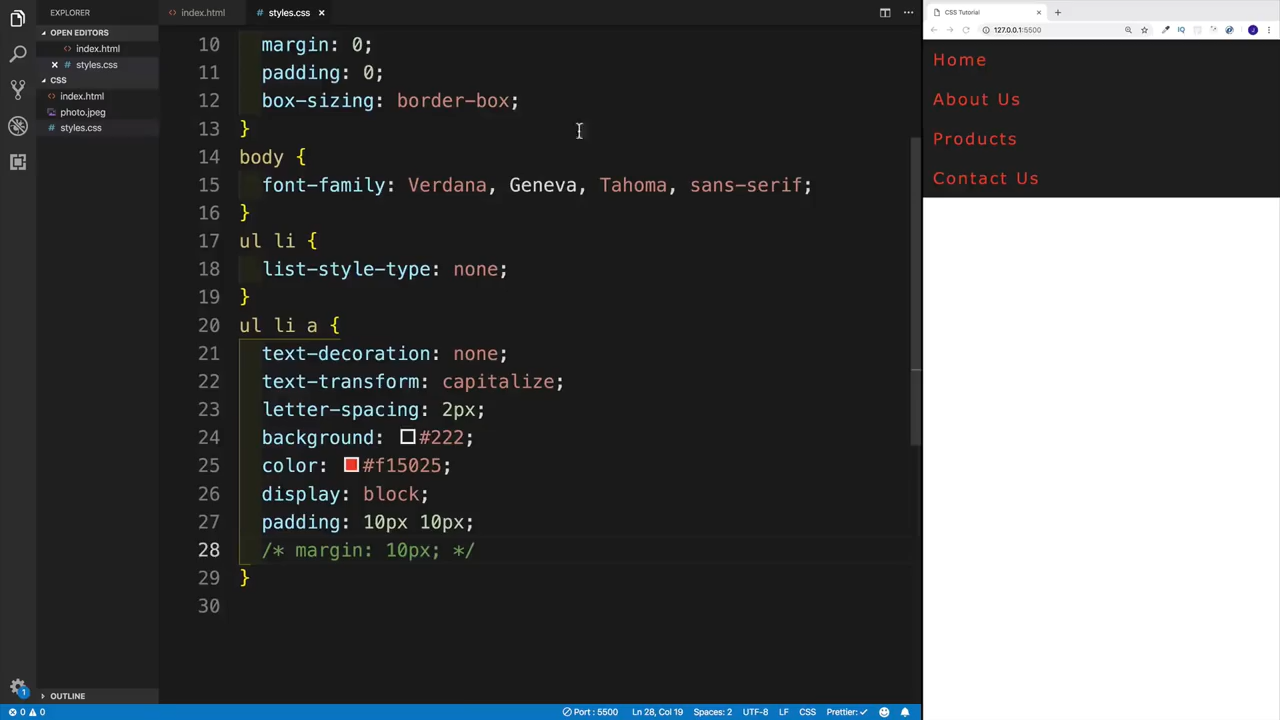 EXPLORER
OPEN EDITORS
<> index.html
× # styles.css
CSS
<> index.html
photo.jpeg
# styles.css
OUTLINE
<> index.html
# styles.css ×
10 margin: 0;
11 padding: 0;
12 box-sizing: border-box;
13 }
14 body {
15 font-family: Verdana, Geneva, Tahoma, sans-serif;
16 }
17 ul li {
18 list-style-type: none;
19 }
20 ul li a {
21 text-decoration: none;
22 text-transform: capitalize;
23 letter-spacing: 2px;
24 background: #222;
25 color: #f15025;
26 display: block;
27 padding: 10px 10px;
28 /* margin: 10px; */
29 }
30
CSS Tutorial
127.0.0.1:5500
IQ
J
Home
About Us
Products
Contact Us
1
0 0
Port : 5500 Ln 28, Col 19 Spaces: 2 UTF-8 LF CSS Prettier: ✓